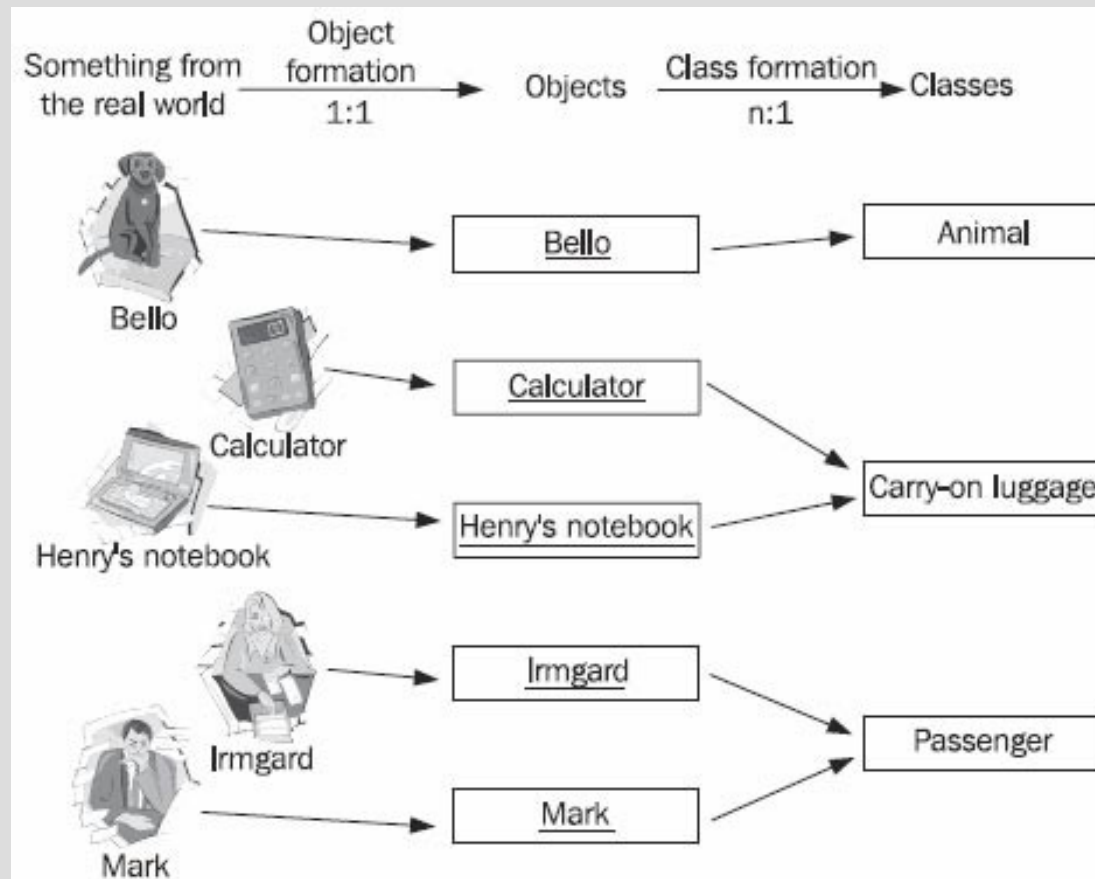 Something from
the real world
Object
formation
1:1
Objects
Class formation
n:1
Classes
Bello
Bello
Animal
Calculator
Calculator
Henry's notebook
Henry's notebook
Carry-on luggage
Irmgard
Irmgard
Mark
Mark
Passenger